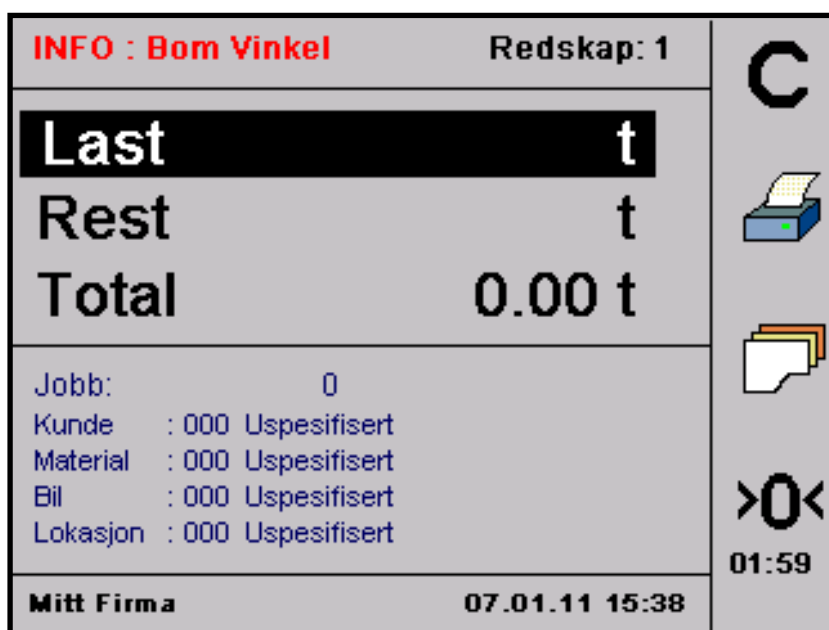 INFO : Bom Vinkel Redskap: 1
C
Last t
Rest t
Total 0.00 t
Jobb: 0
Kunde : 000 Uspesifisert
Material : 000 Uspesifisert
Bil : 000 Uspesifisert
Lokasjon : 000 Uspesifisert
>0<
01:59
Mitt Firma 07.01.11 15:38